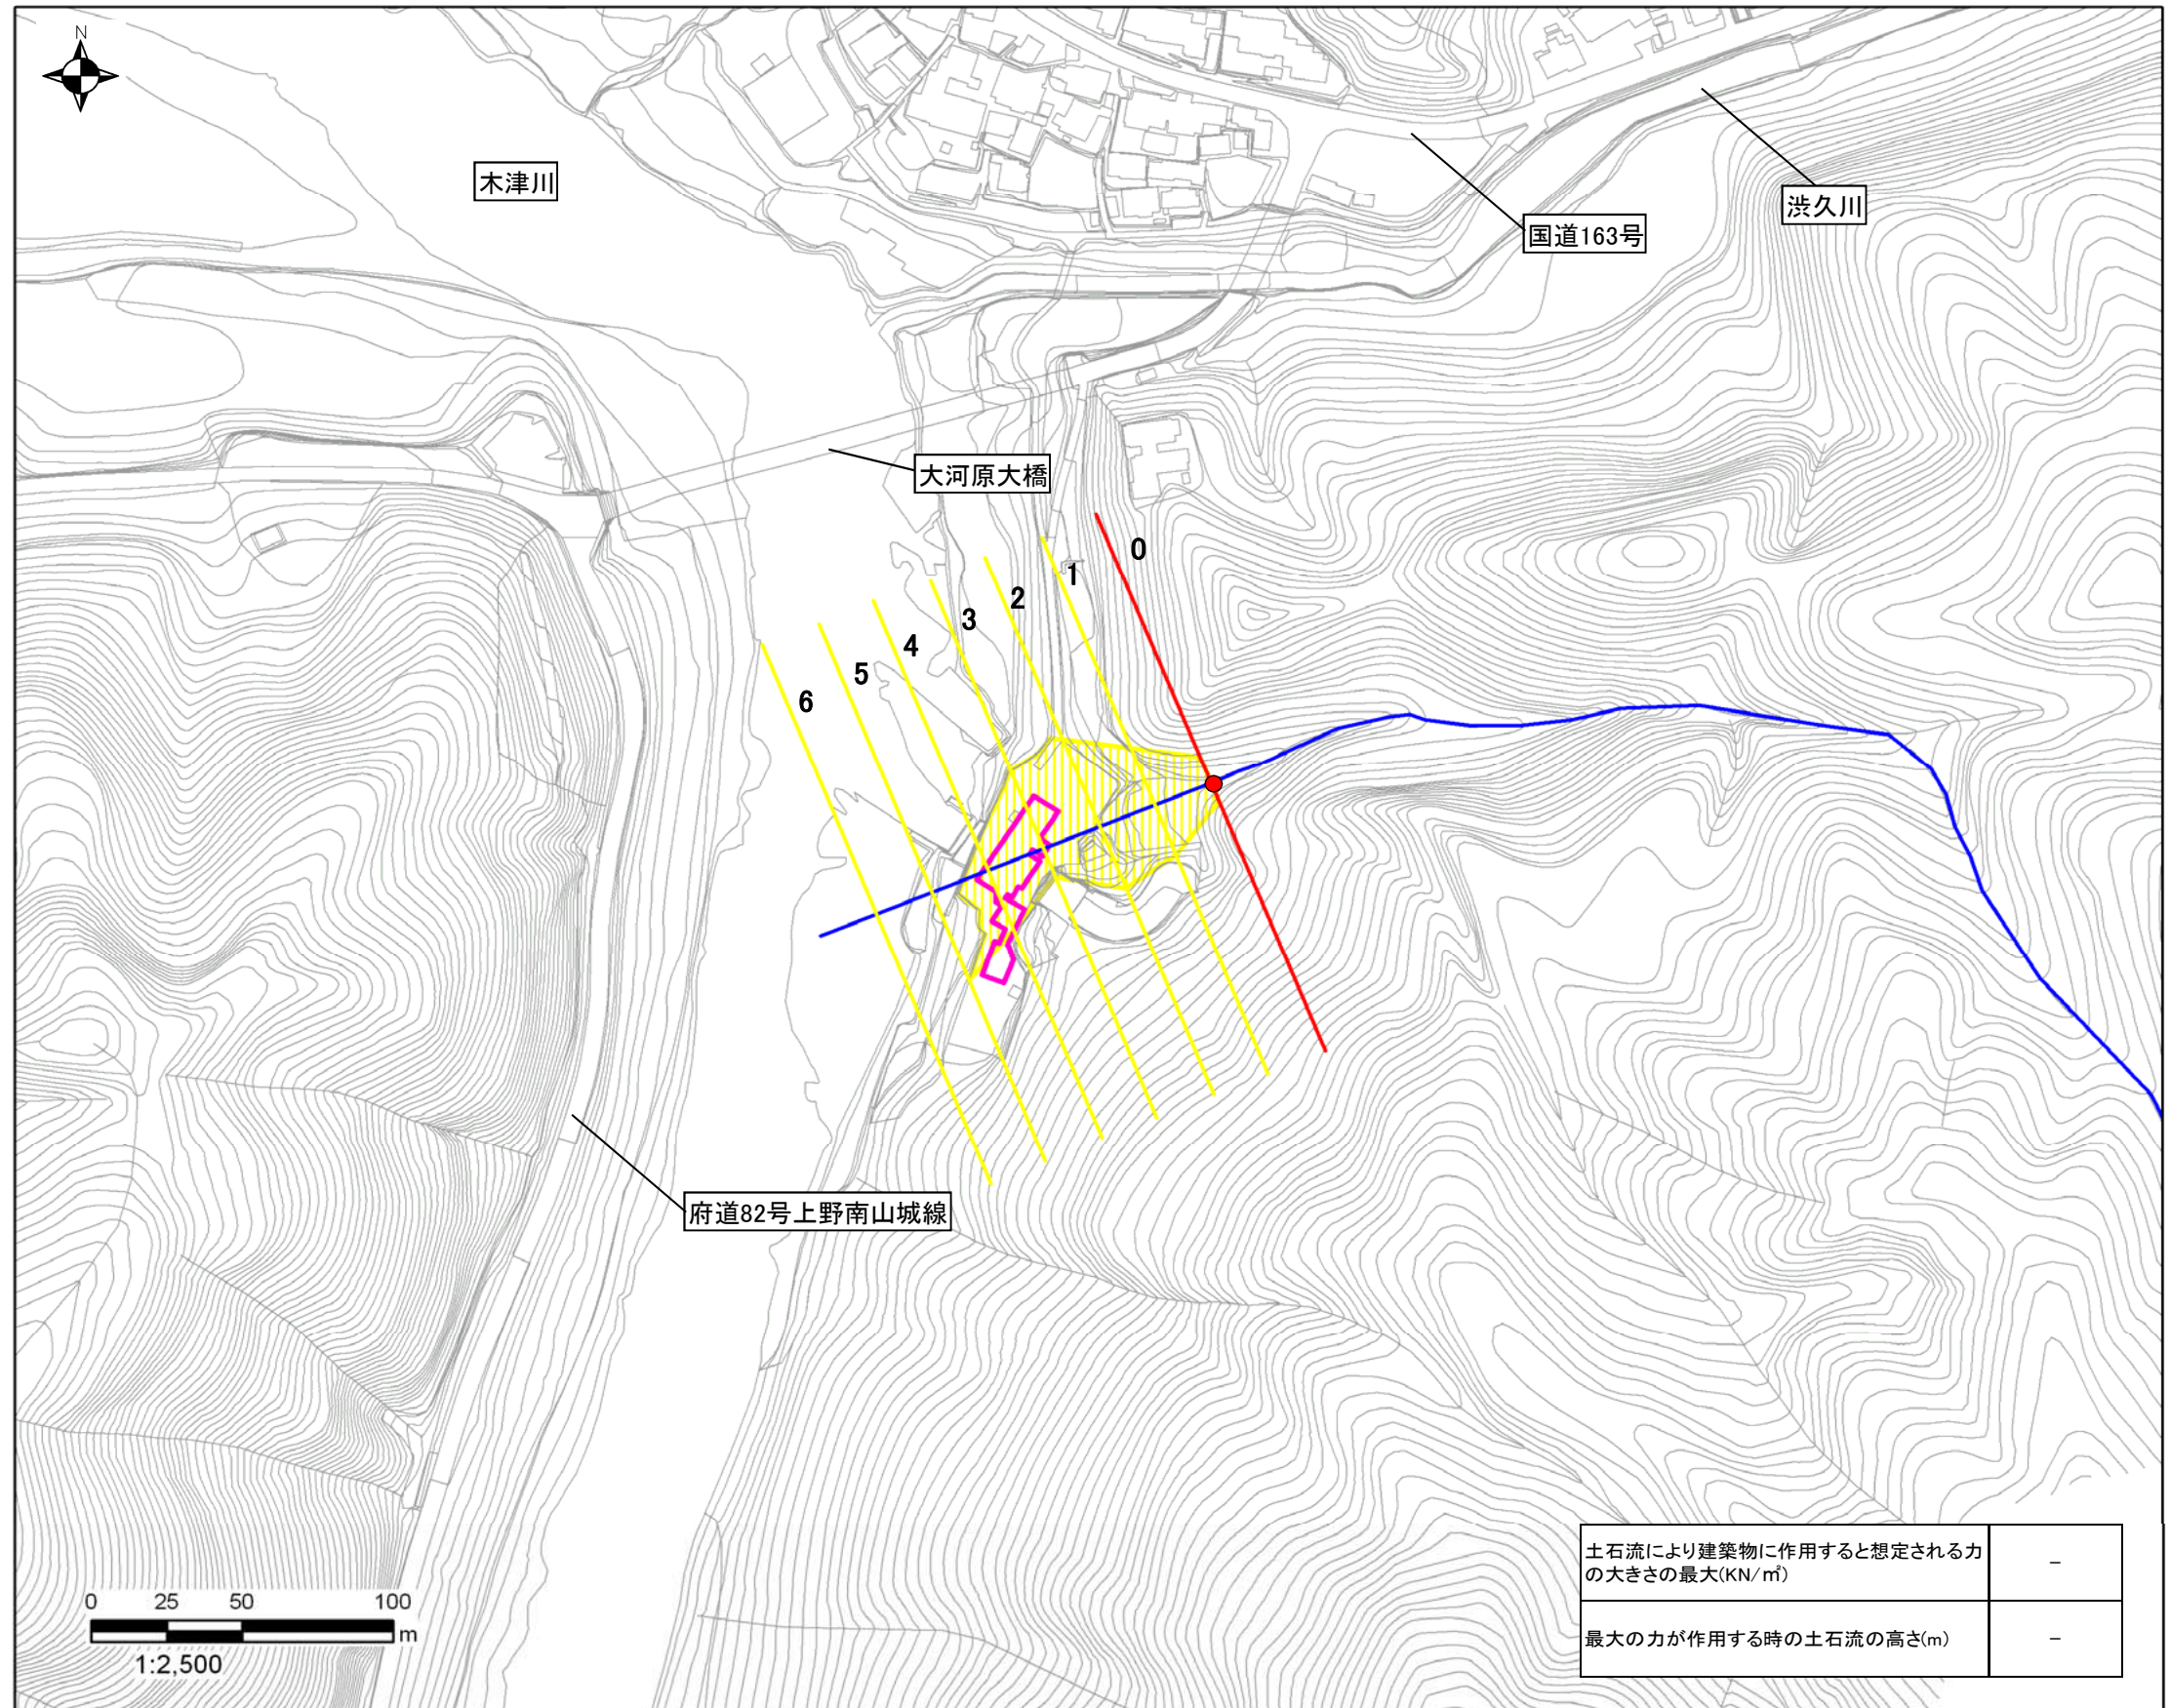 N
木津川
渋久川
国道163号
大河原大橋
0
1
2
3
4
5
6
府道82号上野南山城線
土石流により建築物に作用すると想定される力
の大きさの最大(KN/㎡)
－
最大の力が作用する時の土石流の高さ(m)
－
0 25 50 100
m
1:2,500